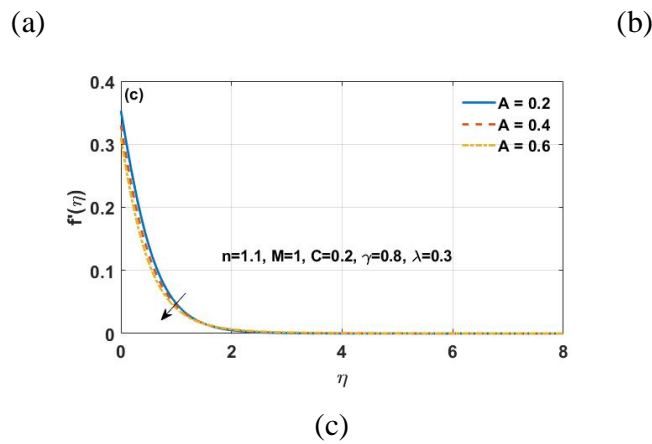 (a) (b)
0.4
(c)
A = 0.2
A = 0.4
A = 0.6
0.3
f'(η)
0.2
n=1.1, M=1, C=0.2, γ=0.8, λ=0.3
0.1
0
0 2 4 6 8
η
(c)